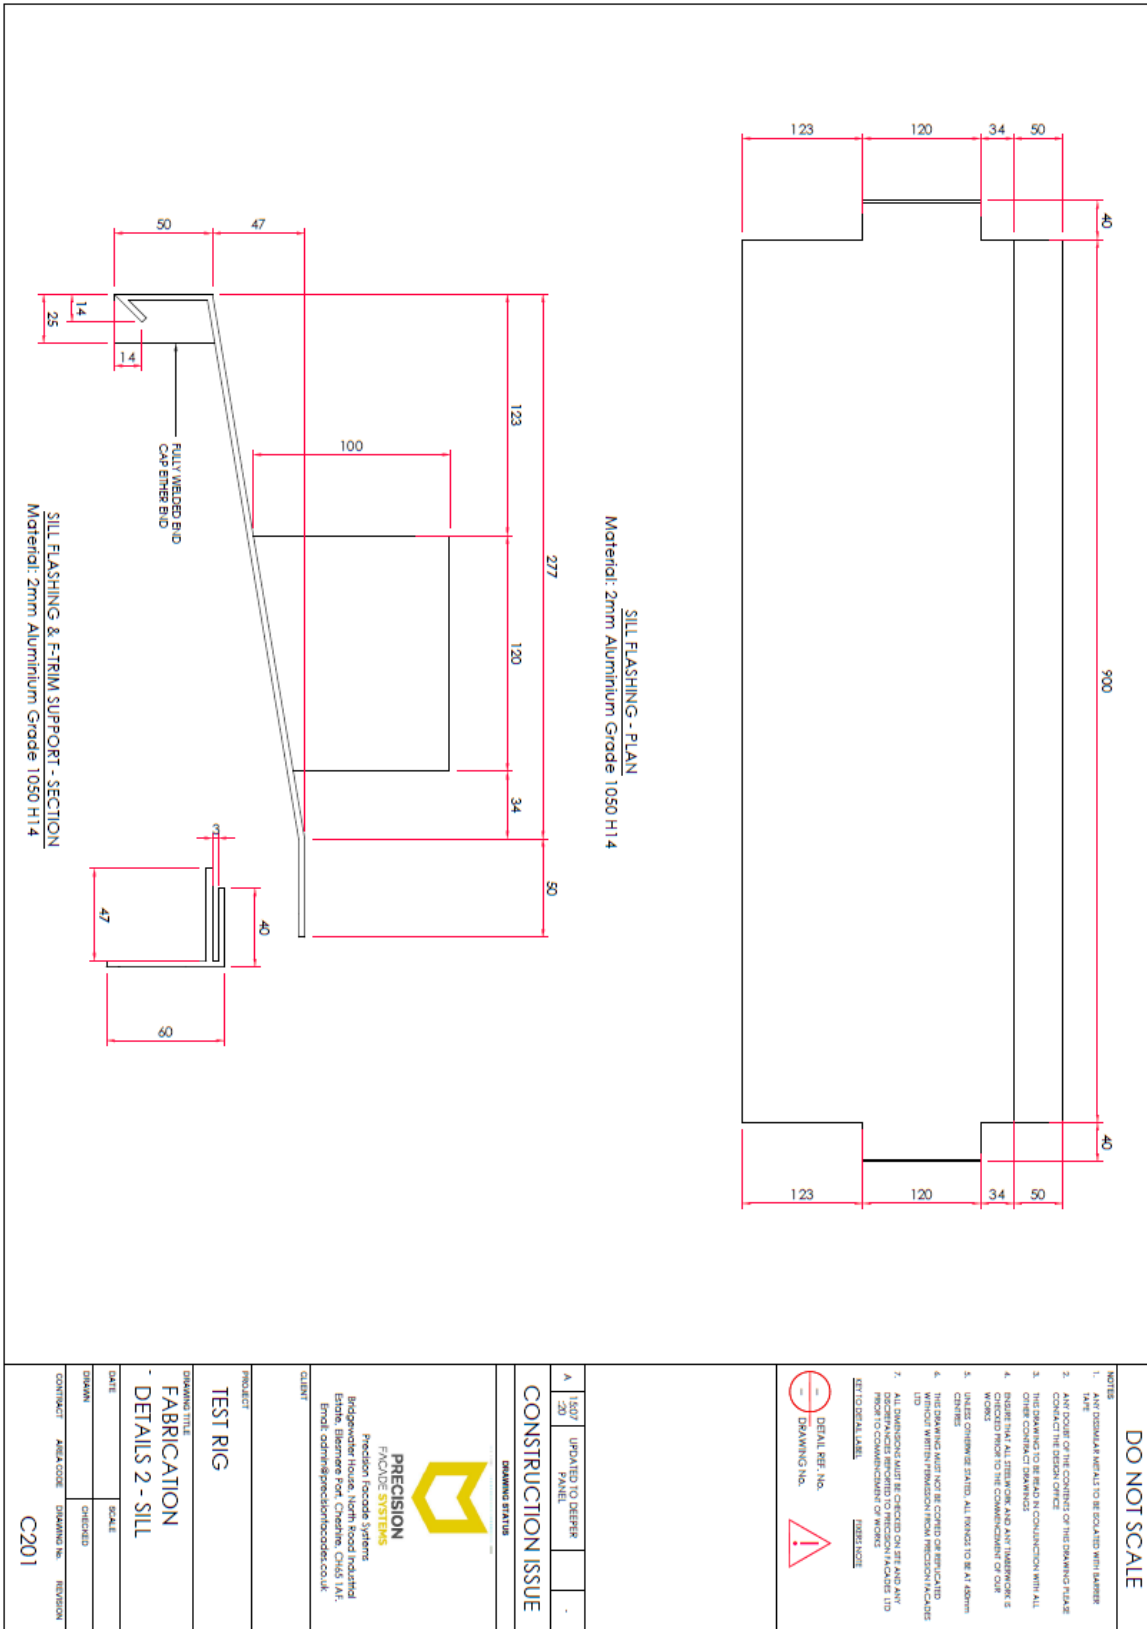 123
120
34
50
40
900
40
123
120
34
50
SILL FLASHING - PLAN
Material: 2mm Aluminium Grade 1050 H14
50
47
14
25
14
123
277
100
120
34
50
FULLY WELDED END
CAP EITHER END
SILL FLASHING & F-TRIM SUPPORT - SECTION
Material: 2mm Aluminium Grade 1050 H14
3
40
47
60
DO NOT SCALE
NOTES
1. ANY DISSIMILAR METALS TO BE ISOLATED WITH BARRIER
TAPE
2. ANY DOUBT OF THE CONTENTS OF THIS DRAWING PLEASE
CONTACT THE DESIGN OFFICE
3. THIS DRAWING TO BE READ IN CONJUNCTION WITH ALL
OTHER CONTRACT DRAWINGS
4. ENSURE THAT ALL STEELWORK AND ANY TIMBERWORK IS
CHECKED PRIOR TO THE COMMENCEMENT OF OUR
WORKS
5. UNLESS OTHERWISE STATED, ALL FIXINGS TO BE AT 450mm
CENTRES
6. THIS DRAWING MUST NOT BE COPIED OR REPLICATED
WITHOUT WRITTEN PERMISSION FROM PRECISION FACADES
LTD
7. ALL DIMENSIONS MUST BE CHECKED ON SITE AND ANY
DISCREPANCIES REPORTED TO PRECISION FACADES LTD
PRIOR TO COMMENCEMENT OF WORKS
KEY TO DETAIL LABEL
FIXERS NOTE
- DETAIL REF. No.
- DRAWING No.
!
A 15/07/20 UPDATED TO DEEPER PANEL -
CONSTRUCTION ISSUE
DRAWING STATUS
PRECISION
FACADE SYSTEMS
Precision Facade Systems
Bridgewater House, North Road Industrial
Estate, Ellesmere Port, Cheshire, CH65 1AF.
Email: admin@precisionfacades.co.uk
CLIENT
PROJECT
TEST RIG
DRAWING TITLE
FABRICATION
- DETAILS 2 - SILL
DATE
SCALE
DRAWN
CHECKED
CONTRACT AREA CODE DRAWING No. REVISION
C201